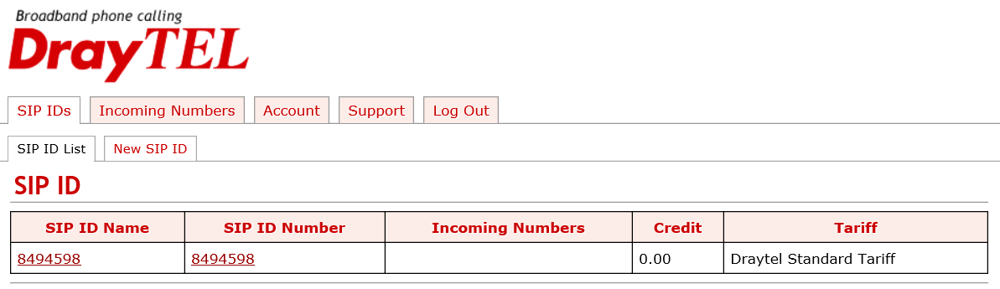 Broadband phone calling
DrayTEL
SIP IDs Incoming Numbers Account Support Log Out
SIP ID List New SIP ID
SIP ID
SIP ID Name SIP ID Number Incoming Numbers Credit Tariff
8494598 8494598 0.00 Draytel Standard Tariff